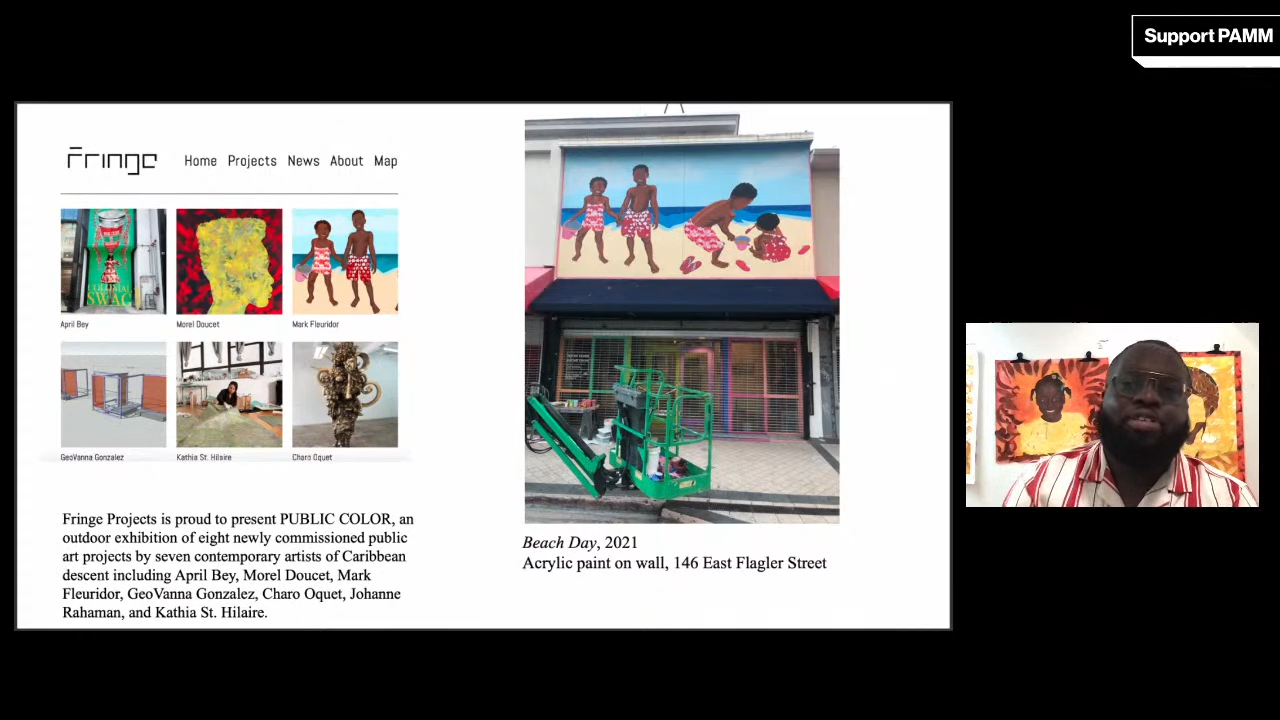 Support PAMM
Fringe
Home Projects News About Map
COLONIAL
SWAG
April Bey
Morel Doucet
Mark Fleuridor
GeoVanna Gonzalez
Kathia St. Hilaire
Charo Oquet
Fringe Projects is proud to present PUBLIC COLOR, an
outdoor exhibition of eight newly commissioned public
art projects by seven contemporary artists of Caribbean
descent including April Bey, Morel Doucet, Mark
Fleuridor, GeoVanna Gonzalez, Charo Oquet, Johanne
Rahaman, and Kathia St. Hilaire.
Beach Day, 2021
Acrylic paint on wall, 146 East Flagler Street